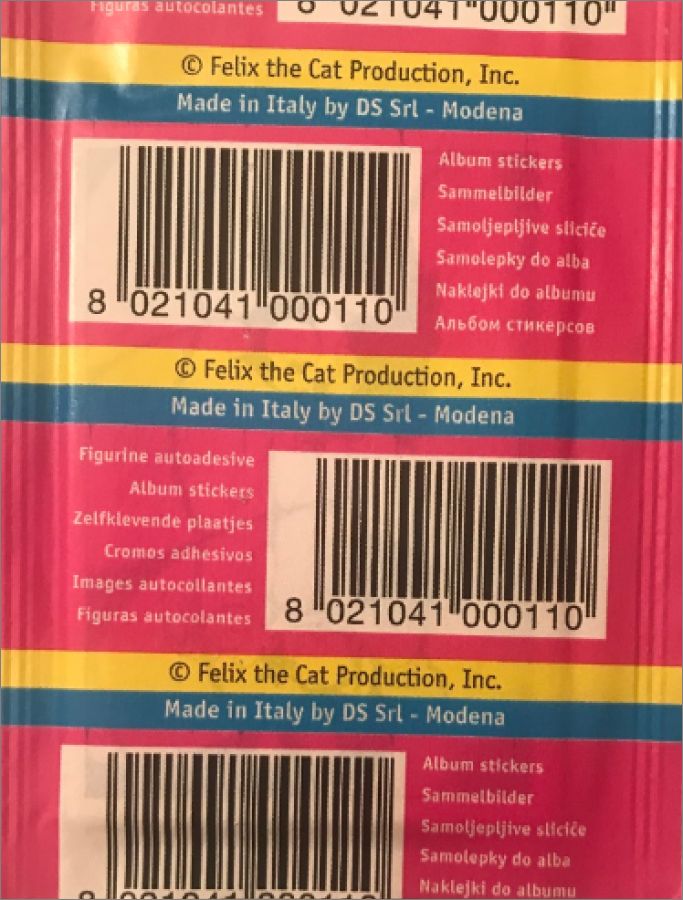 Figuras autocolantes
8 021041 000110
© Felix the Cat Production, Inc.
Made in Italy by DS Srl - Modena
8 021041 000110
Album stickers
Sammelbilder
Samoljepljive sličiče
Samolepky do alba
Naklejki do albumu
Альбом стикерсов
© Felix the Cat Production, Inc.
Made in Italy by DS Srl - Modena
Figurine autoadesive
Album stickers
Zelfklevende plaatjes
Cromos adhesivos
Images autocollantes
Figuras autocolantes
8 021041 000110
© Felix the Cat Production, Inc.
Made in Italy by DS Srl - Modena
8 021041 000110
Album stickers
Sammelbilder
Samoljepljive sličiče
Samolepky do alba
Naklejki do albumu